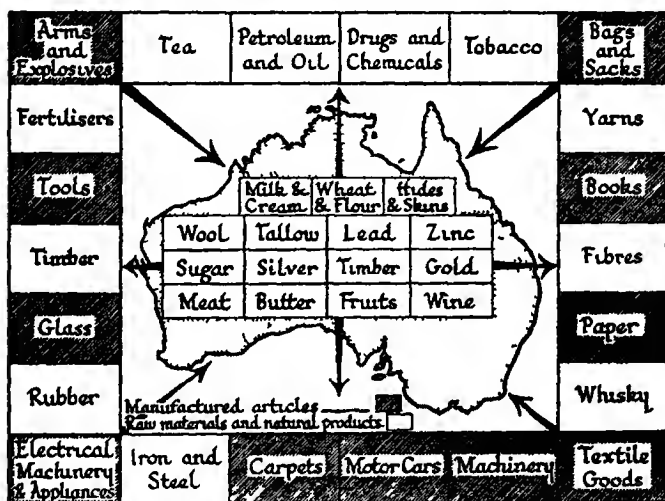 Arms
and
Explosives
Tea
Petroleum
and Oil
Drugs and
Chemicals
Tobacco
Bags
and
Sacks
Fertilisers
Yarns
Tools
Books
Timber
Fibres
Glass
Paper
Rubber
Whisky
Milk &
Cream
Wheat
& Flour
Hides
& Skins
Wool
Tallow
Lead
Zinc
Sugar
Silver
Timber
Gold
Meat
Butter
Fruits
Wine
Manufactured articles
Raw materials and natural products
Electrical
Machinery
& Appliances
Iron and
Steel
Carpets
Motor Cars
Machinery
Textile
Goods